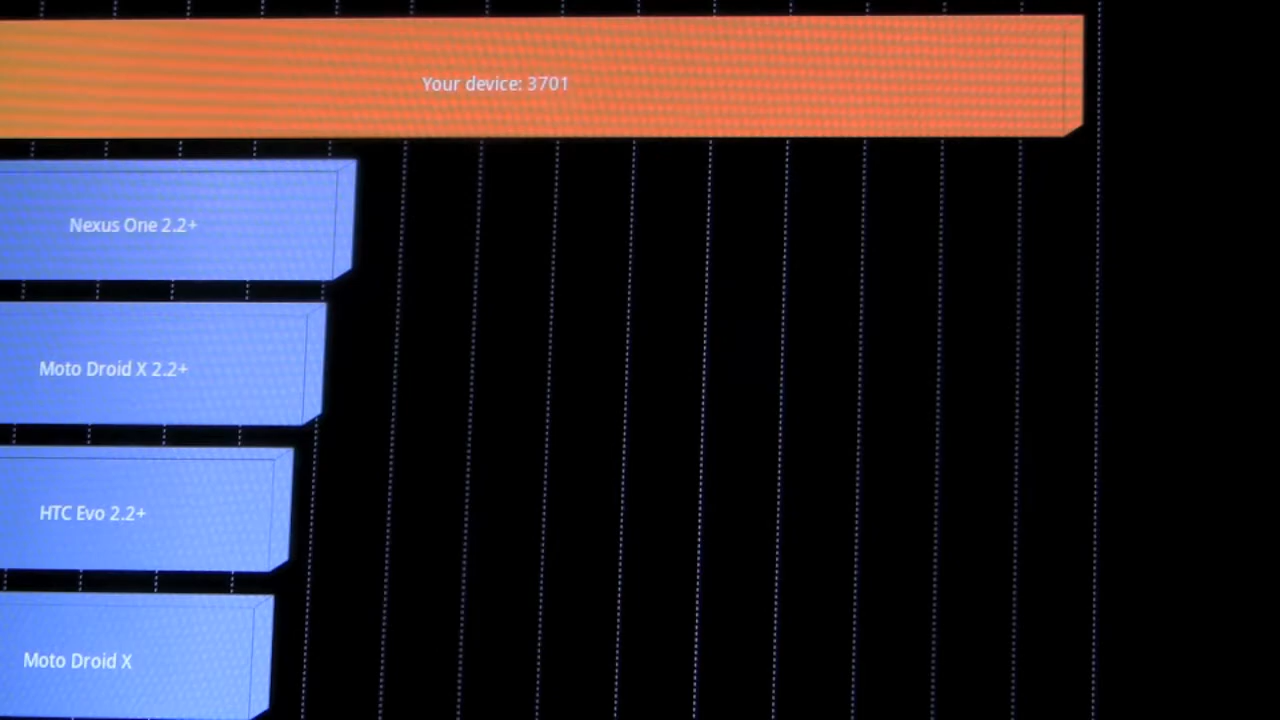 Your device: 3701
Nexus One 2.2+
Moto Droid X 2.2+
HTC Evo 2.2+
Moto Droid X